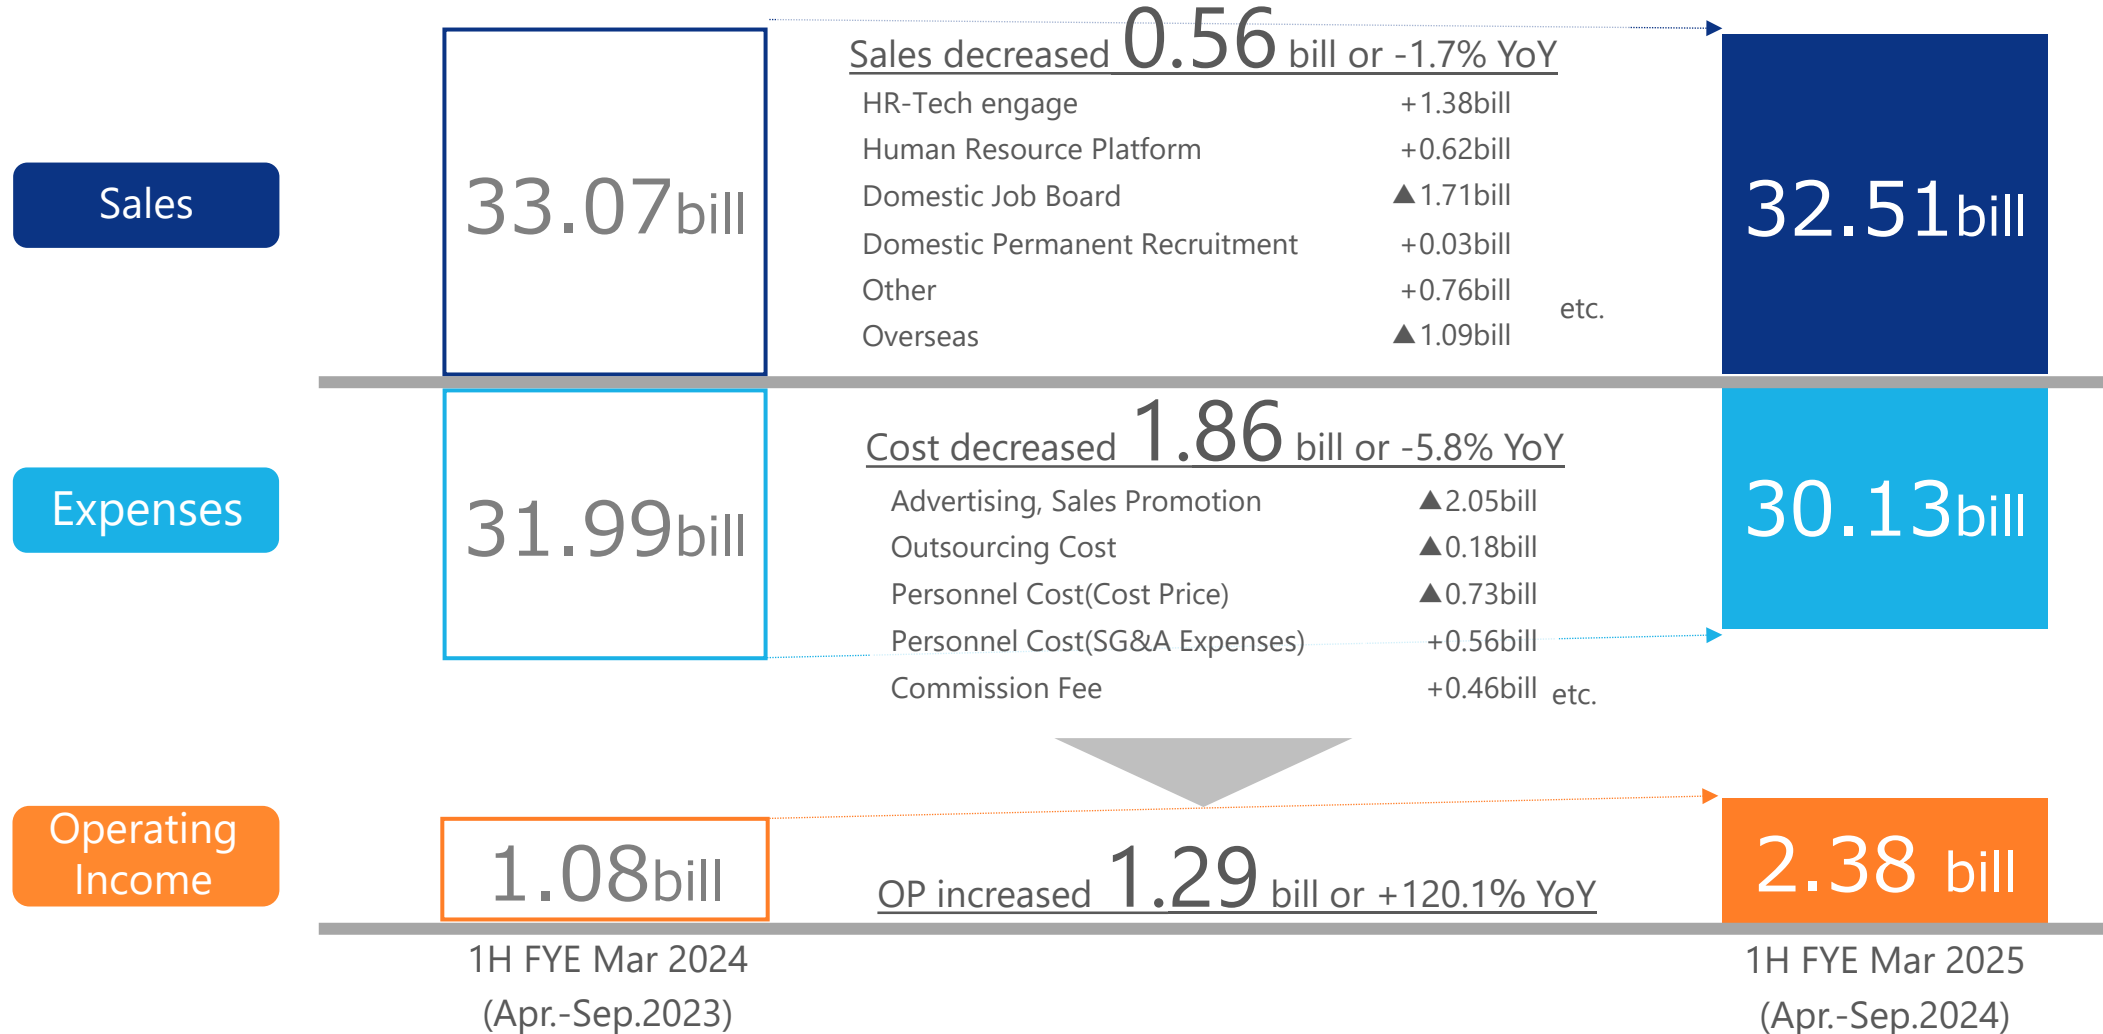 Sales
33.07bill
Sales decreased 0.56 bill or -1.7% YoY
HR-Tech engage +1.38bill
Human Resource Platform +0.62bill
Domestic Job Board ▲1.71bill
Domestic Permanent Recruitment +0.03bill
Other +0.76bill
Overseas ▲1.09bill
etc.
32.51bill
Expenses
31.99bill
Cost decreased 1.86 bill or -5.8% YoY
Advertising, Sales Promotion ▲2.05bill
Outsourcing Cost ▲0.18bill
Personnel Cost(Cost Price) ▲0.73bill
Personnel Cost(SG&A Expenses) +0.56bill
Commission Fee +0.46bill etc.
30.13bill
Operating
Income
1.08bill
OP increased 1.29 bill or +120.1% YoY
2.38 bill
1H FYE Mar 2024
(Apr.-Sep.2023)
1H FYE Mar 2025
(Apr.-Sep.2024)